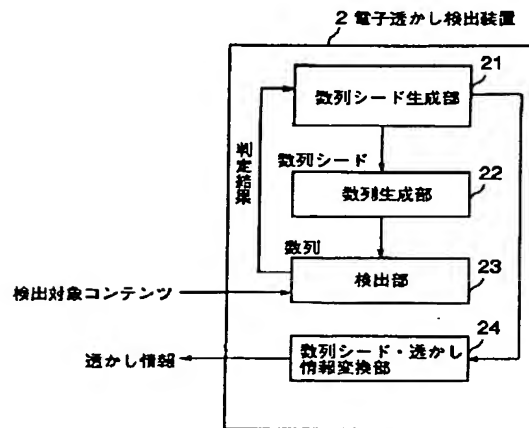 2 電子透かし検出装置
21
数列シード生成部
判定結果
数列シード
22
数列生成部
数列
検出部
23
検出対象コンテンツ
24
透かし情報
数列シード・透かし
情報変換部